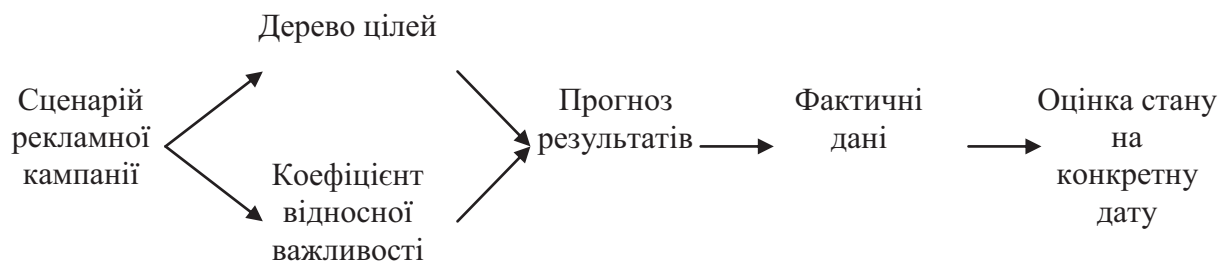 Дерево цілей
Сценарій
рекламної
кампанії
Коефіцієнт
відносної
важливості
Прогноз
результатів
Фактичні
дані
Оцінка стану
на
конкретну
дату